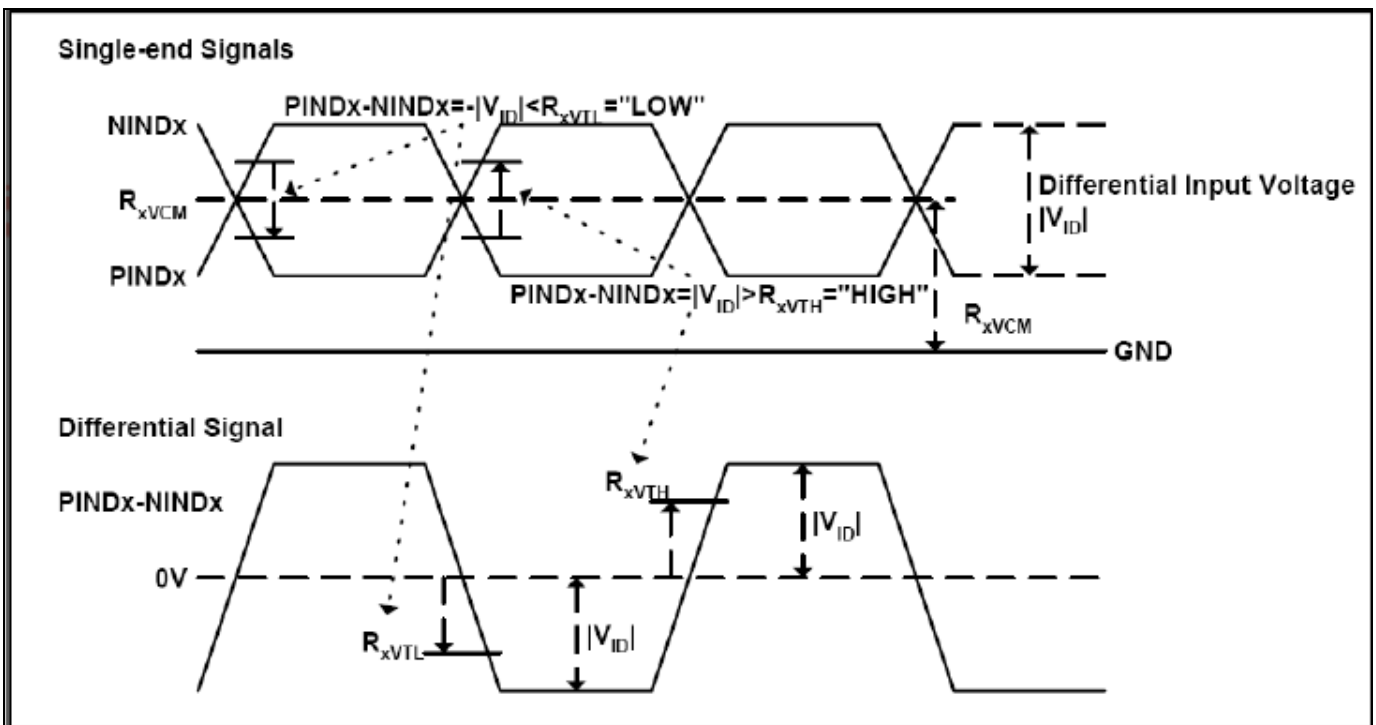 Single-end Signals
PINDx-NINDx=-|VID|<RxVTL="LOW"
NINDx
RxVCM
Differential Input Voltage
|VID|
PINDx
PINDx-NINDx=|VID|>RxVTH="HIGH"
RxVCM
GND
Differential Signal
RxVTH
PINDx-NINDx
|VID|
0V
RxVTL
|VID|